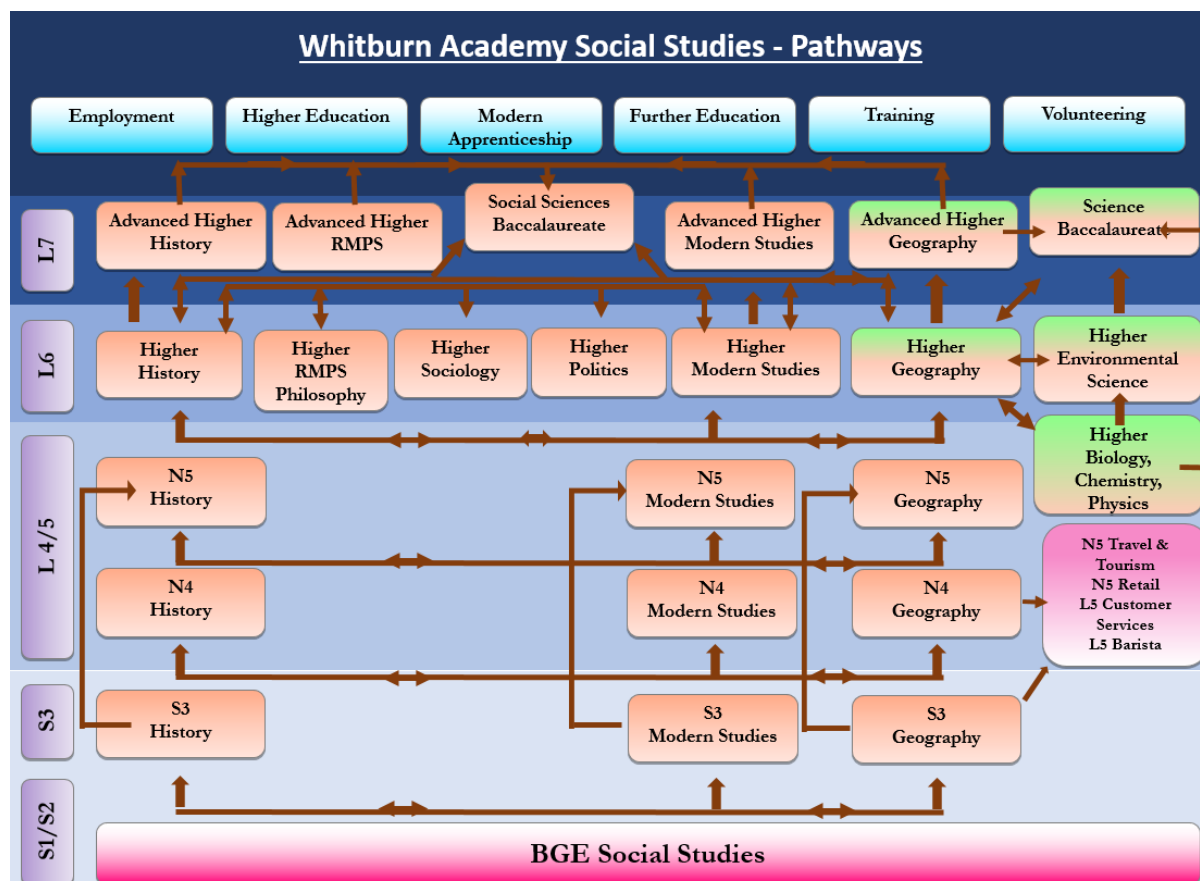 Whitburn Academy Social Studies - Pathways
Employment
Higher Education
Modern
Apprenticeship
Further Education
Training
Volunteering
L7
Advanced Higher
History
Advanced Higher
RMPS
Social Sciences
Baccalaureate
Advanced Higher
Modern Studies
Advanced Higher
Geography
Science
Baccalaureate
L6
Higher
History
Higher
RMPS
Philosophy
Higher
Sociology
Higher
Politics
Higher
Modern Studies
Higher
Geography
Higher
Environmental
Science
Higher
Biology,
Chemistry,
Physics
L 4/5
N5
History
N5
Modern Studies
N5
Geography
N5 Travel &
Tourism
N5 Retail
L5 Customer
Services
L5 Barista
N4
History
N4
Modern Studies
N4
Geography
S3
S3
History
S3
Modern Studies
S3
Geography
S1/S2
BGE Social Studies